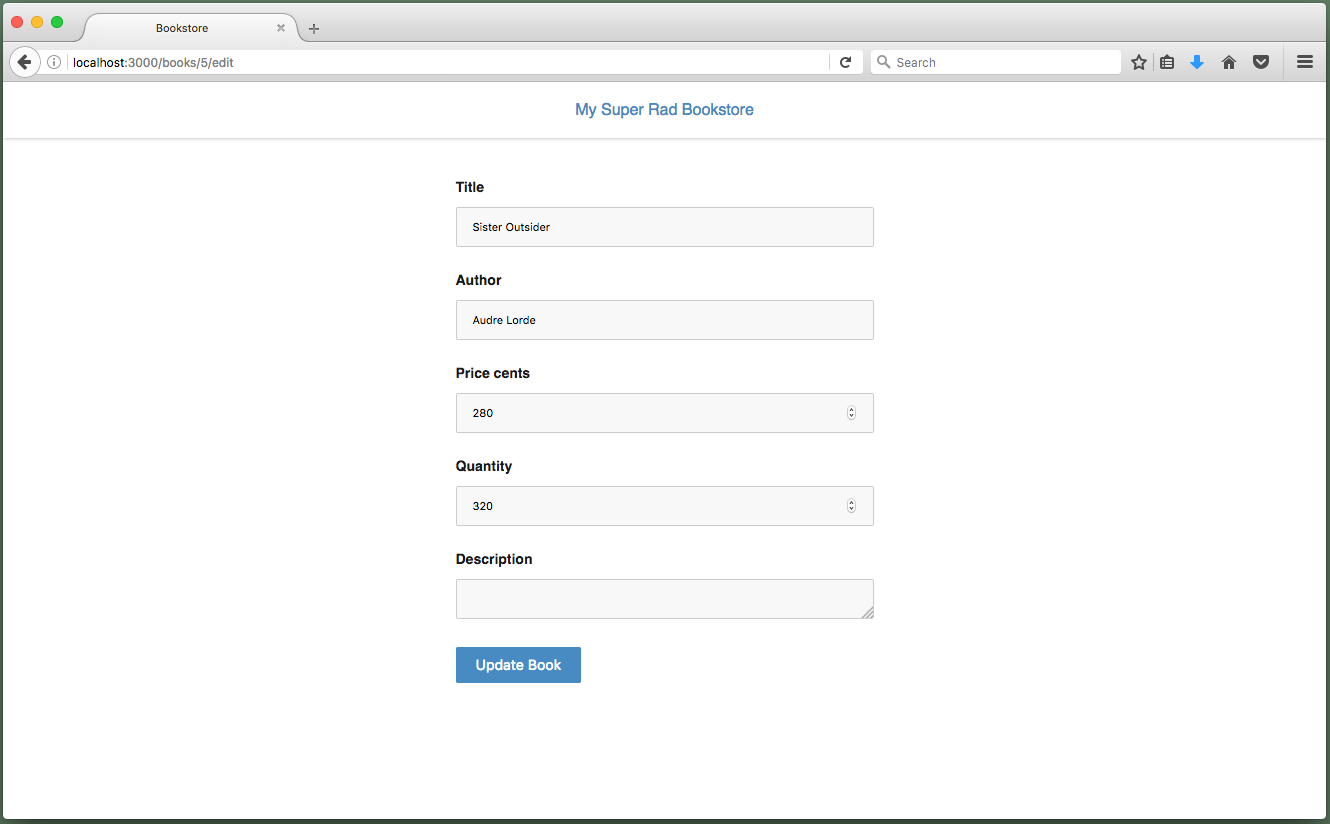 Bookstore
localhost:3000/books/5/edit
Search
My Super Rad Bookstore
Title
Sister Outsider
Author
Audre Lorde
Price cents
280
Quantity
320
Description
Update Book